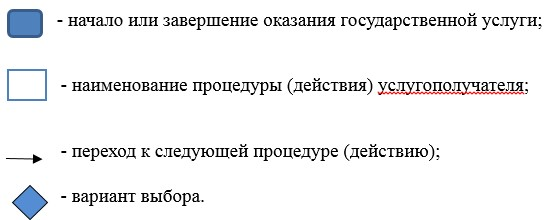 - начало или завершение оказания государственной услуги;
- наименование процедуры (действия) услугополучателя;
- переход к следующей процедуре (действию);
- вариант выбора.